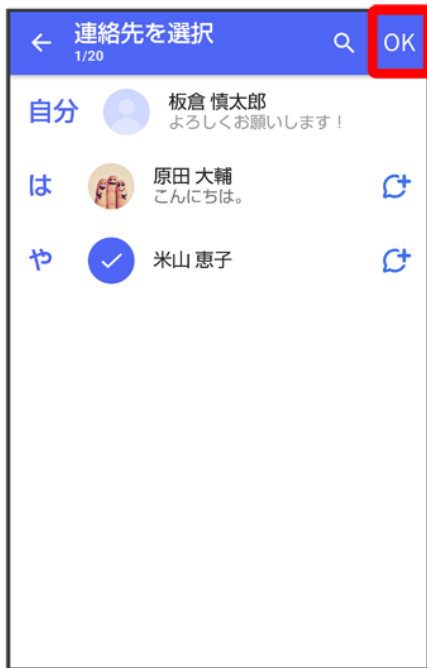 連絡先を選択
1/20
OK
自分
板倉 慎太郎
よろしくお願いします！
は
原田 大輔
こんにちは。
や
米山 恵子